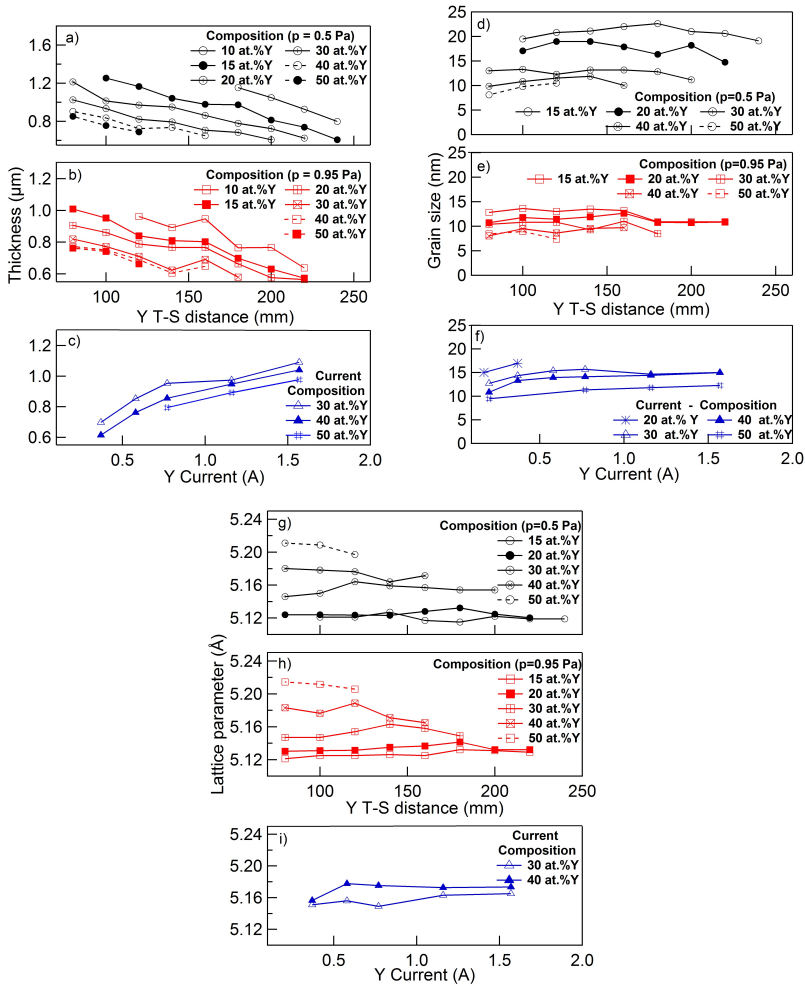 a)
Composition (p = 0.5 Pa)
10 at.%Y 30 at.%Y
15 at.%Y 40 at.%Y
20 at.%Y 50 at.%Y
1.6
1.2
0.8
b)
Composition (p = 0.95 Pa)
10 at.%Y 20 at.%Y
15 at.%Y 30 at.%Y
40 at.%Y
50 at.%Y
1.2
1.0
0.8
0.6
Thickness (µm)
100 150 200 250
Y T-S distance (mm)
c)
Current
Composition
30 at.%Y
40 at.%Y
50 at.%Y
1.2
1.0
0.8
0.6
0.5 1.0 1.5 2.0
Y Current (A)
d)
25
20
15
10
5
0
Composition (p=0.5 Pa)
15 at.%Y 20 at.%Y 30 at.%Y
40 at.%Y 50 at.%Y
e)
Composition (p=0.95 Pa)
15 at.%Y 20 at.%Y 30 at.%Y
40 at.%Y 50 at.%Y
25
20
15
10
5
0
Grain size (nm)
100 150 200 250
Y T-S distance (mm)
f)
25
20
15
10
5
0
Current - Composition
20 at.% Y 40 at.%Y
30 at.%Y 50 at.%Y
0.5 1.0 1.5 2.0
Y Current (A)
g)
Composition (p=0.5 Pa)
15 at.%Y
20 at.%Y
30 at.%Y
40 at.%Y
50 at.%Y
5.24
5.20
5.16
5.12
h)
Composition (p=0.95 Pa)
15 at.%Y
20 at.%Y
30 at.%Y
40 at.%Y
50 at.%Y
5.24
5.20
5.16
5.12
Lattice parameter (Å)
100 150 200 250
Y T-S distance (mm)
i)
Current
Composition
30 at.%Y
40 at.%Y
5.24
5.20
5.16
5.12
0.5 1.0 1.5 2.0
Y Current (A)